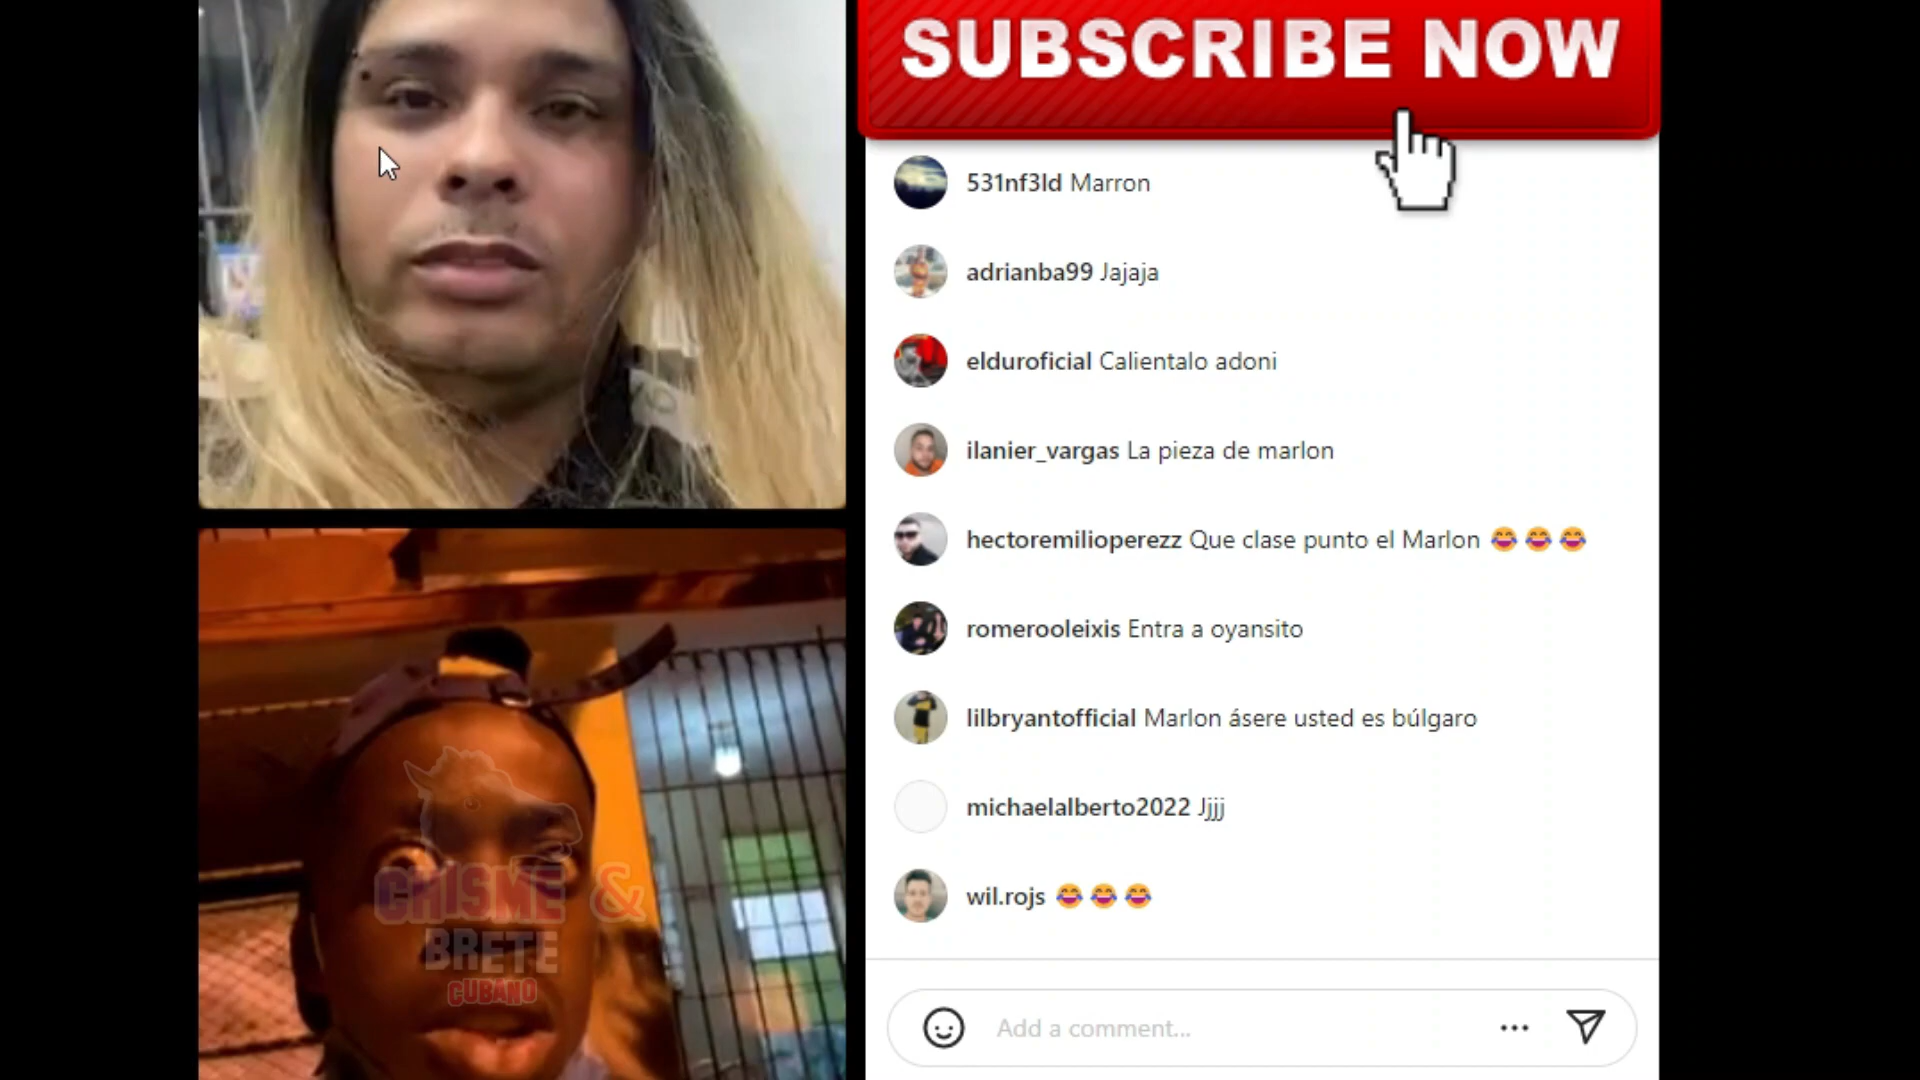 SUBSCRIBE NOW
531nf3ld Marron
adrianba99 Jajaja
elduroficial Calientalo adoni
ilanier_vargas La pieza de marlon
hectoremilioperezz Que clase punto el Marlon 😂😂😂
romerooleixis Entra a oyansito
lilbryantofficial Marlon ásere usted es búlgaro
michaelalberto2022 Jjjj
wil.rojs 😂😂😂
CHISME &
BRETE
CUBANO
Add a comment...